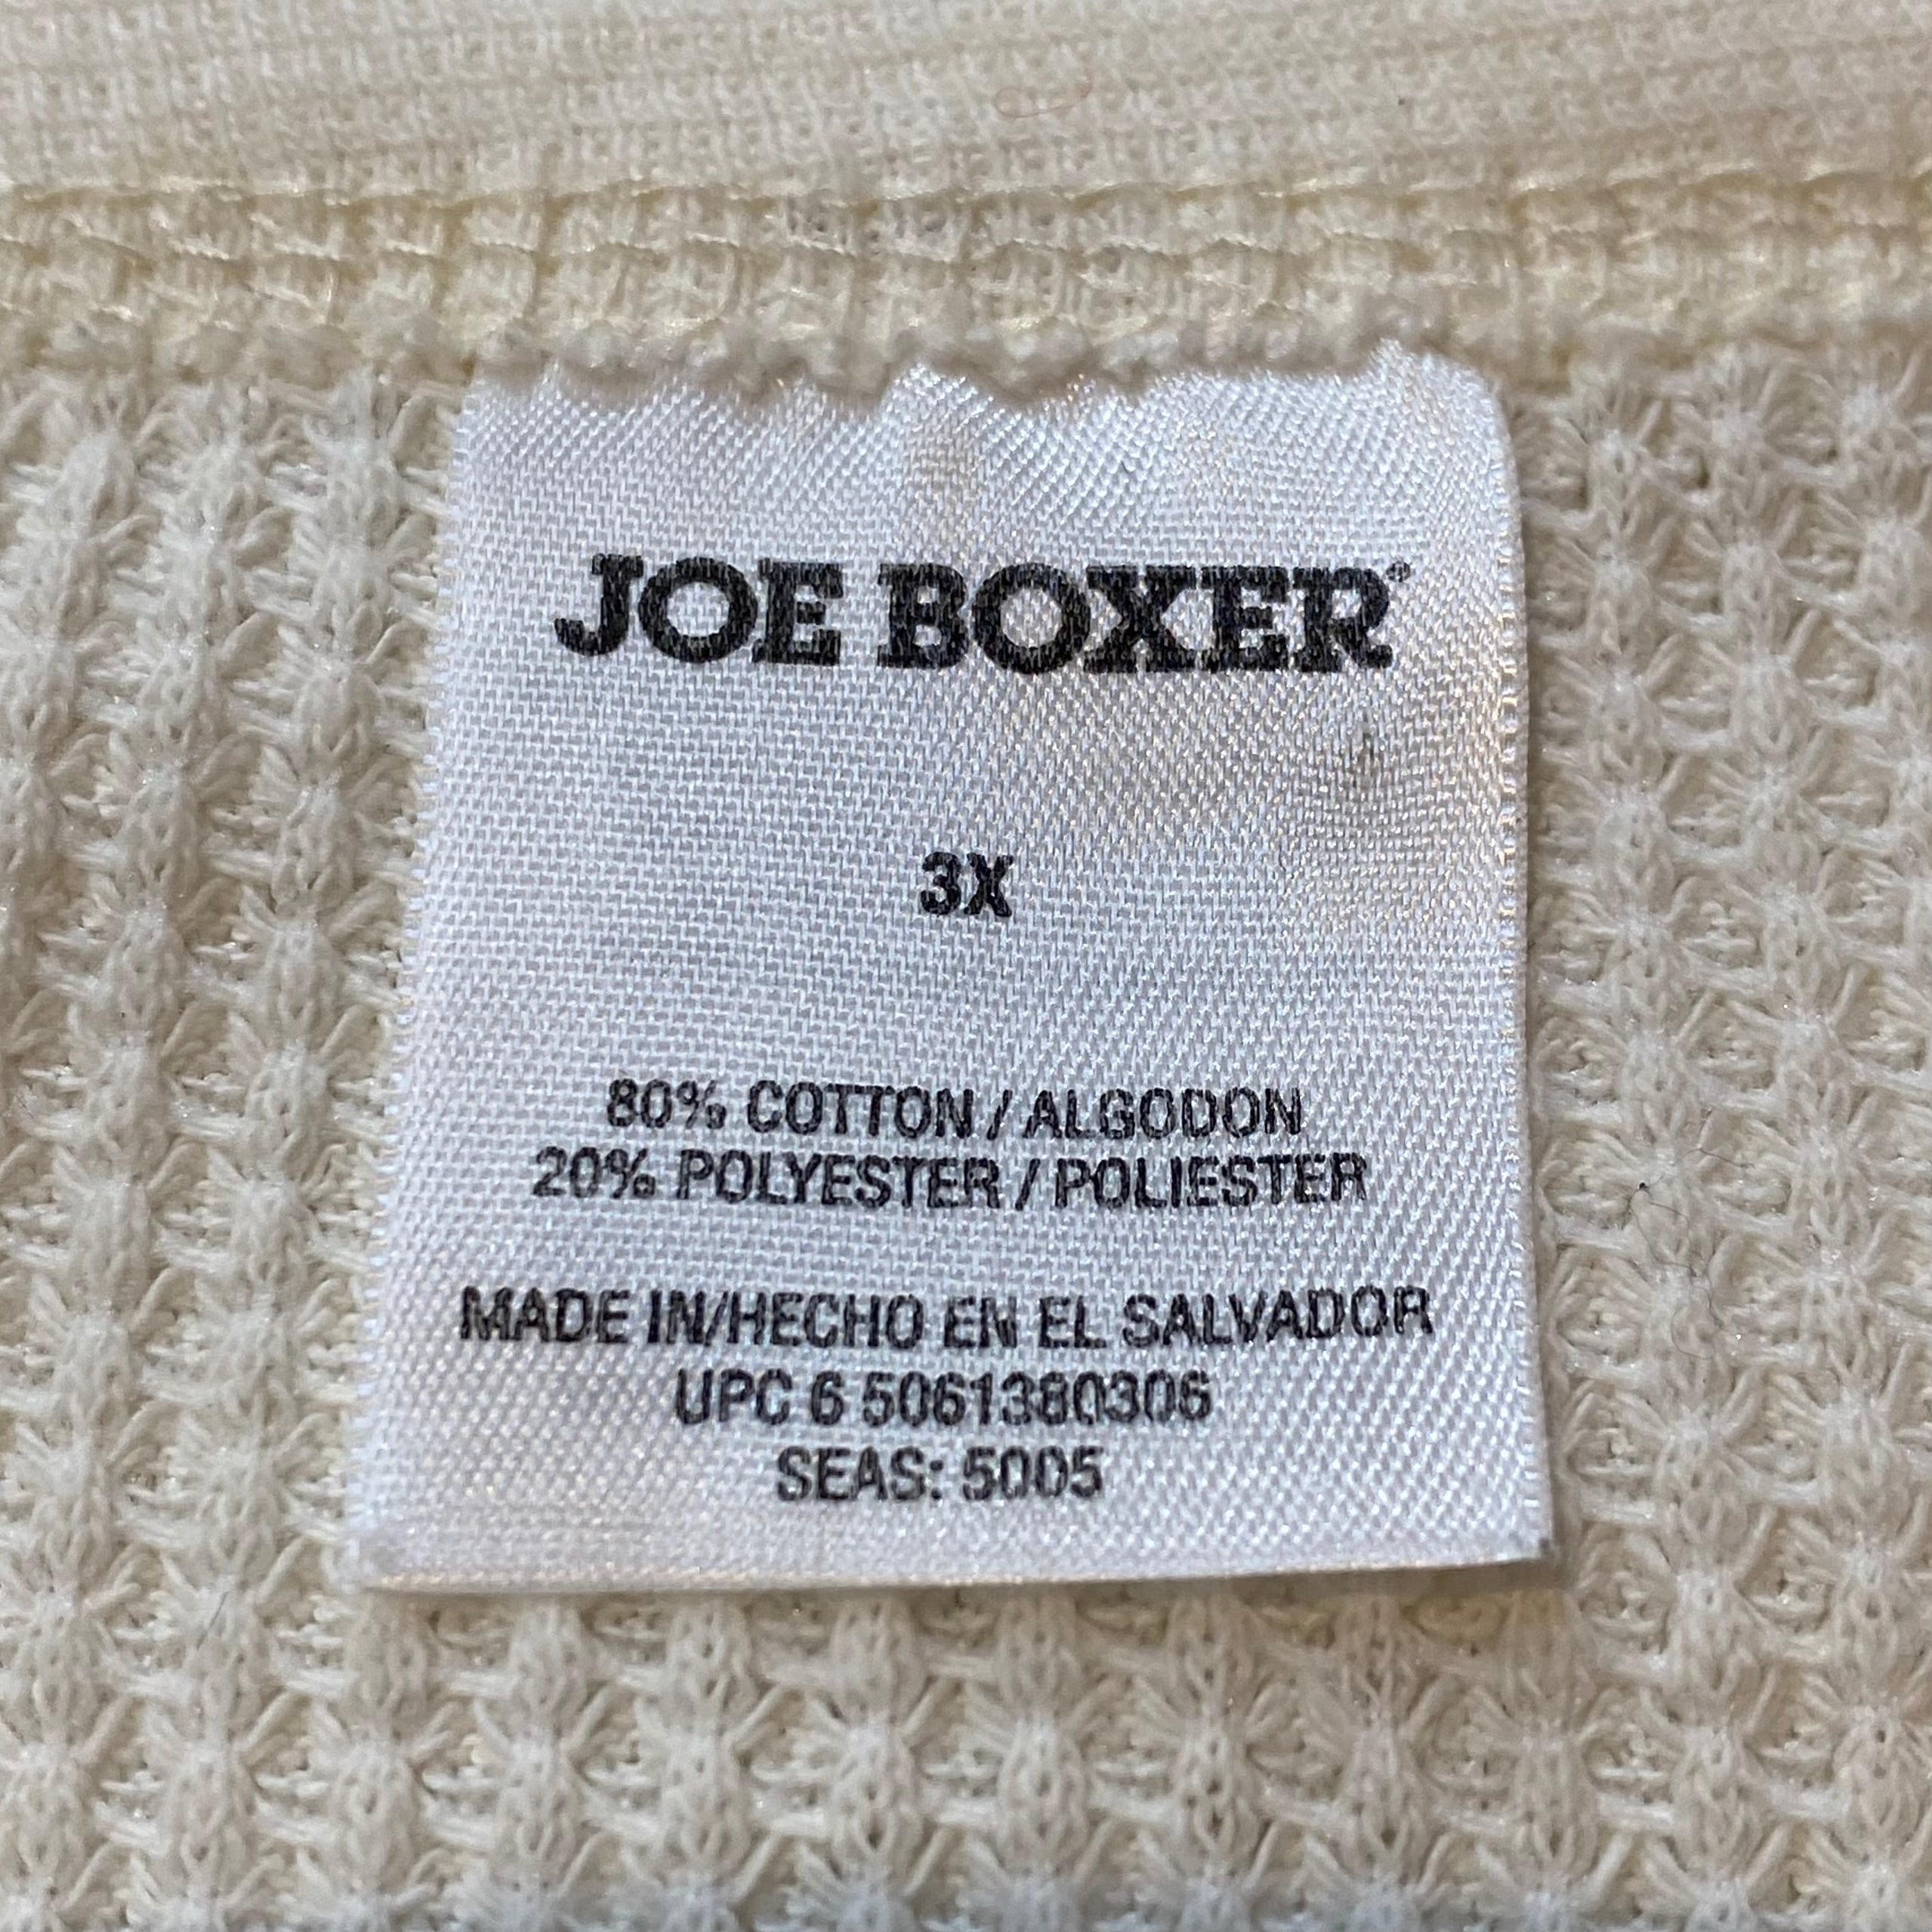 JOE BOXER®
3X
80% COTTON / ALGODON
20% POLYESTER / POLIESTER
MADE IN/HECHO EN EL SALVADOR
UPC 6 5061380306
SEAS: 5005